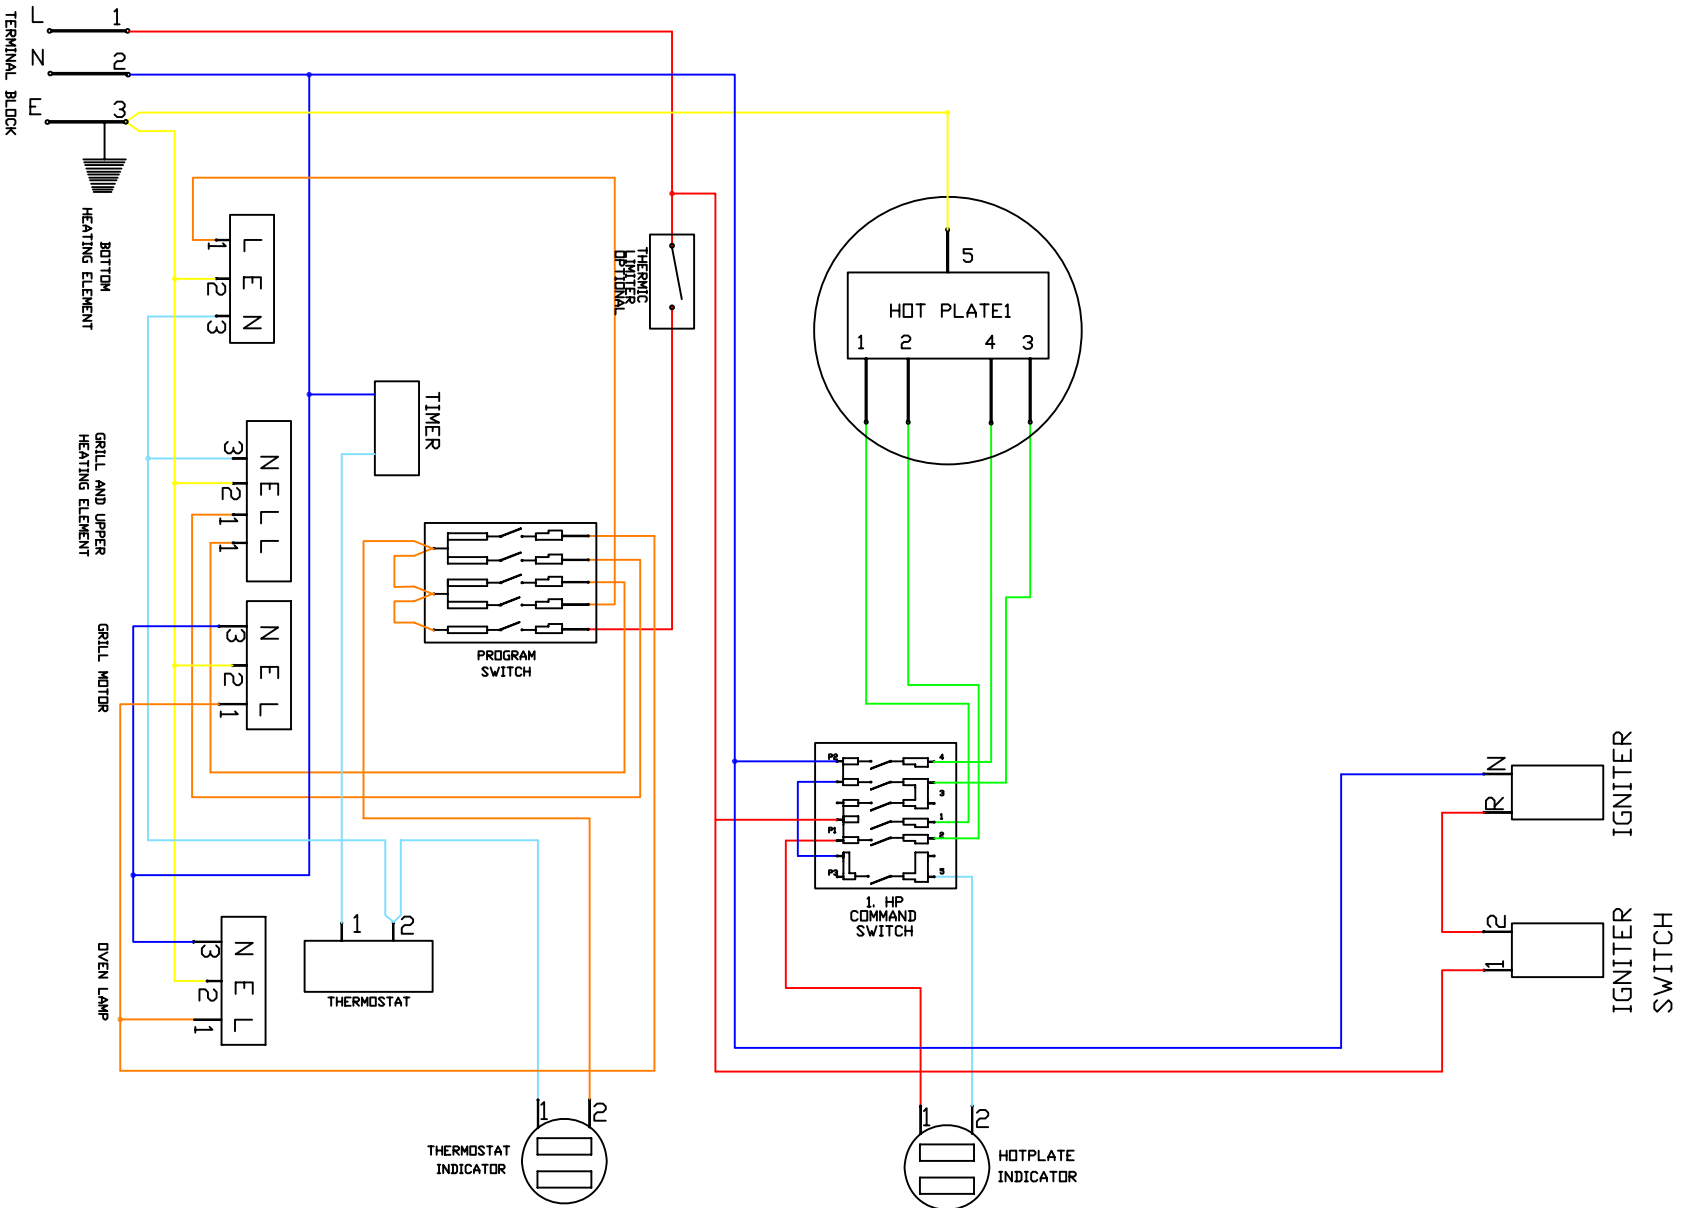 TERMINAL BLOCK
L 1
N 2
E 3
BOTTOM
HEATING ELEMENT
L 1
E 2
N 3
THERMIC
LIMITER
OPTIONAL
5
HOT PLATE1
1 2 4 3
TIMER
GRILL AND UPPER
HEATING ELEMENT
N 3
E 2
L 1
L 1
GRILL MOTOR
N 3
E 2
L 1
PROGRAM
SWITCH
P2 4
3
1
P1 2
P3 5
1. HP
COMMAND
SWITCH
IGNITER
N
R
IGNITER
SWITCH
2
1
OVEN LAMP
N 3
E 2
L 1
1 2
THERMOSTAT
1 2
THERMOSTAT
INDICATOR
1 2
HOTPLATE
INDICATOR